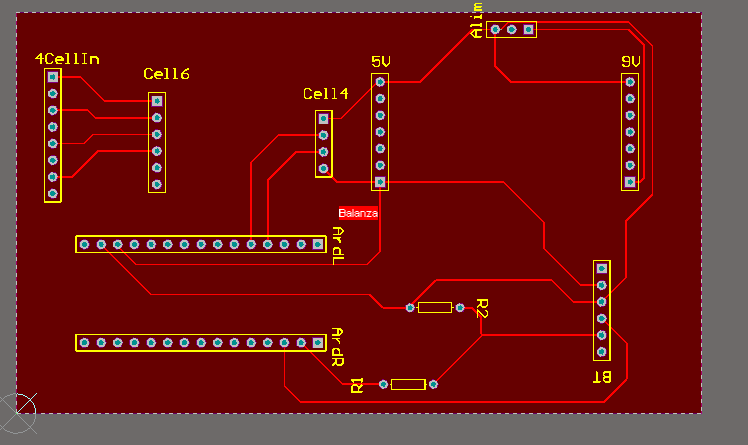 Alim
4CellIn
Cell6
5V
9V
Cell4
Balanza
ArdL
R2
ArdR
R1
BT